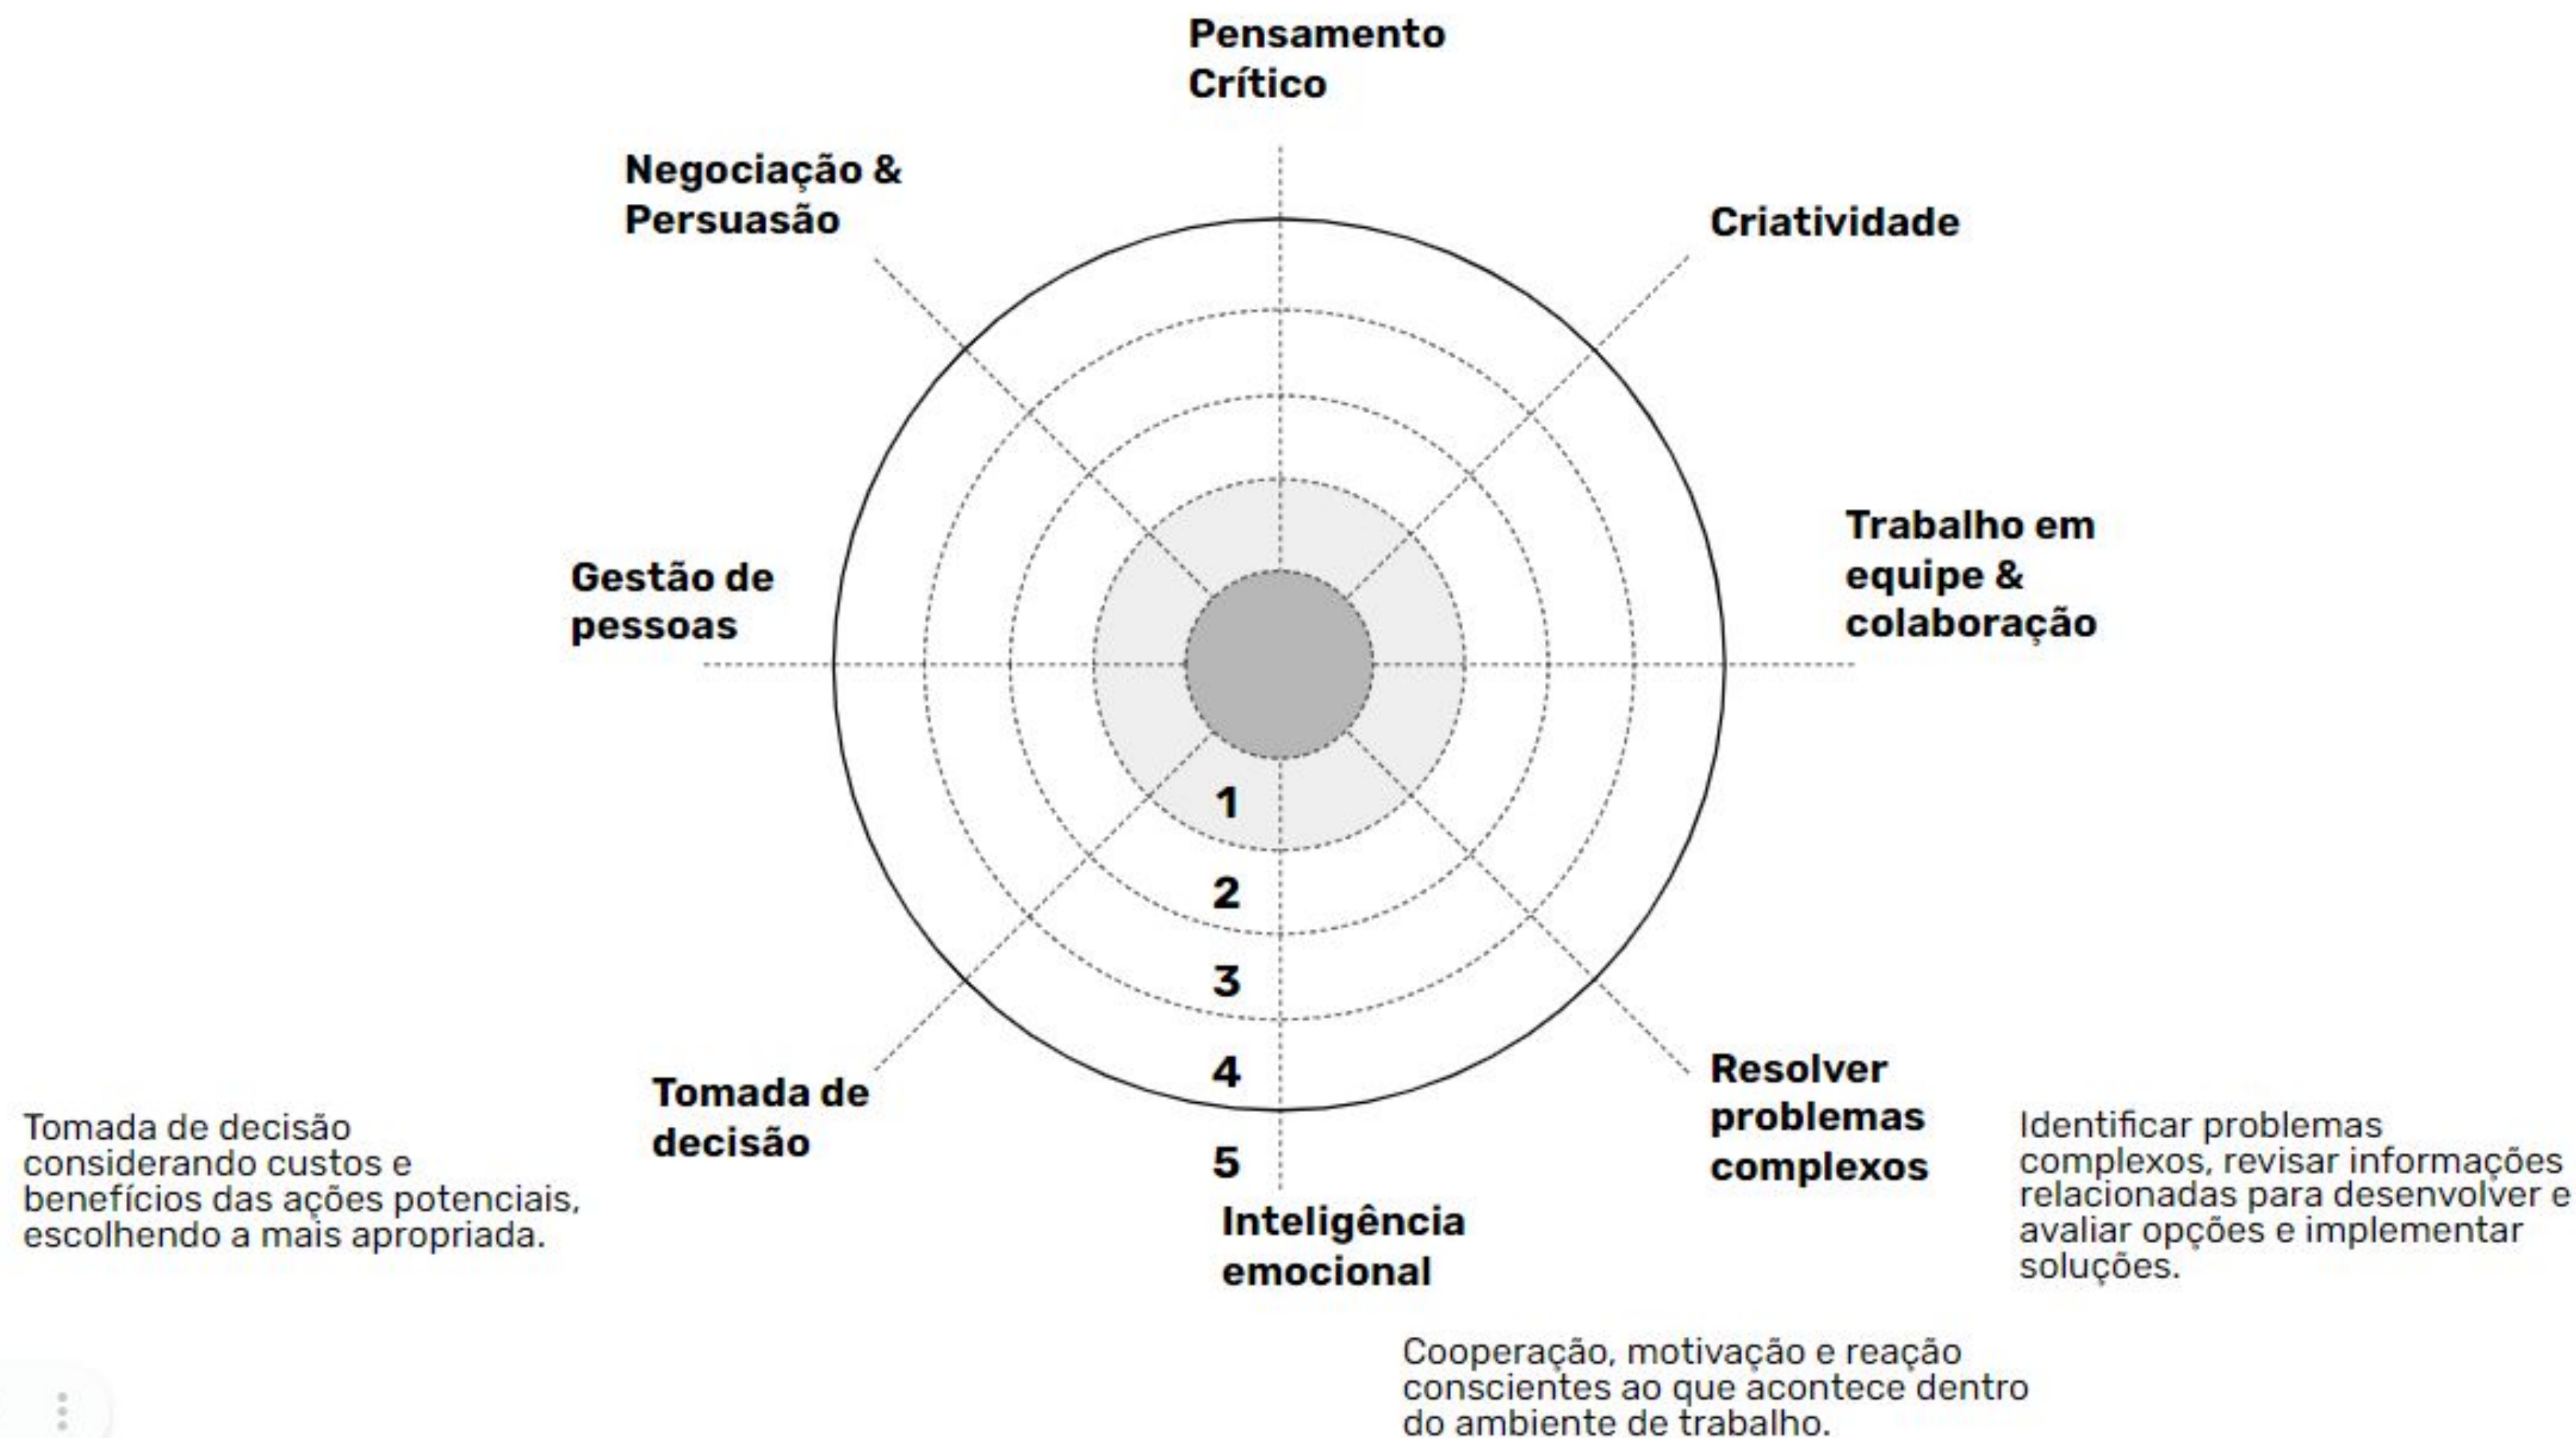 Pensamento
Crítico
Negociação &
Persuasão
Criatividade
Trabalho em
equipe &
colaboração
Gestão de
pessoas
1
2
3
4
5
Tomada de
decisão
Tomada de decisão
considerando custos e
benefícios das ações potenciais,
escolhendo a mais apropriada.
Resolver
problemas
complexos
Identificar problemas
complexos, revisar informações
relacionadas para desenvolver e
avaliar opções e implementar
soluções.
Inteligência
emocional
Cooperação, motivação e reação
conscientes ao que acontece dentro
do ambiente de trabalho.